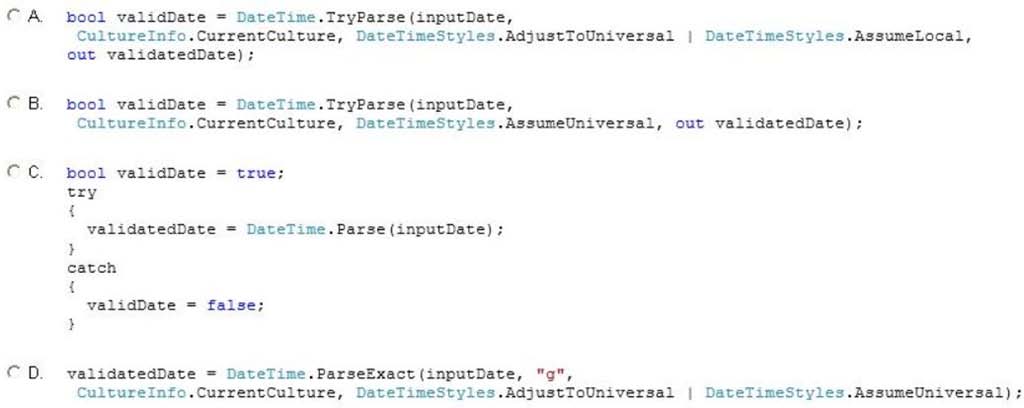 A. bool validDate = DateTime.TryParse(inputDate,
CultureInfo.CurrentCulture, DateTimeStyles.AdjustToUniversal | DateTimeStyles.AssumeLocal,
out validatedDate);
B. bool validDate = DateTime.TryParse(inputDate,
CultureInfo.CurrentCulture, DateTimeStyles.AssumeUniversal, out validatedDate);
C. bool validDate = true;
try
{
validatedDate = DateTime.Parse(inputDate);
}
catch
{
validDate = false;
}
D. validatedDate = DateTime.ParseExact(inputDate, "g",
CultureInfo.CurrentCulture, DateTimeStyles.AdjustToUniversal | DateTimeStyles.AssumeUniversal);